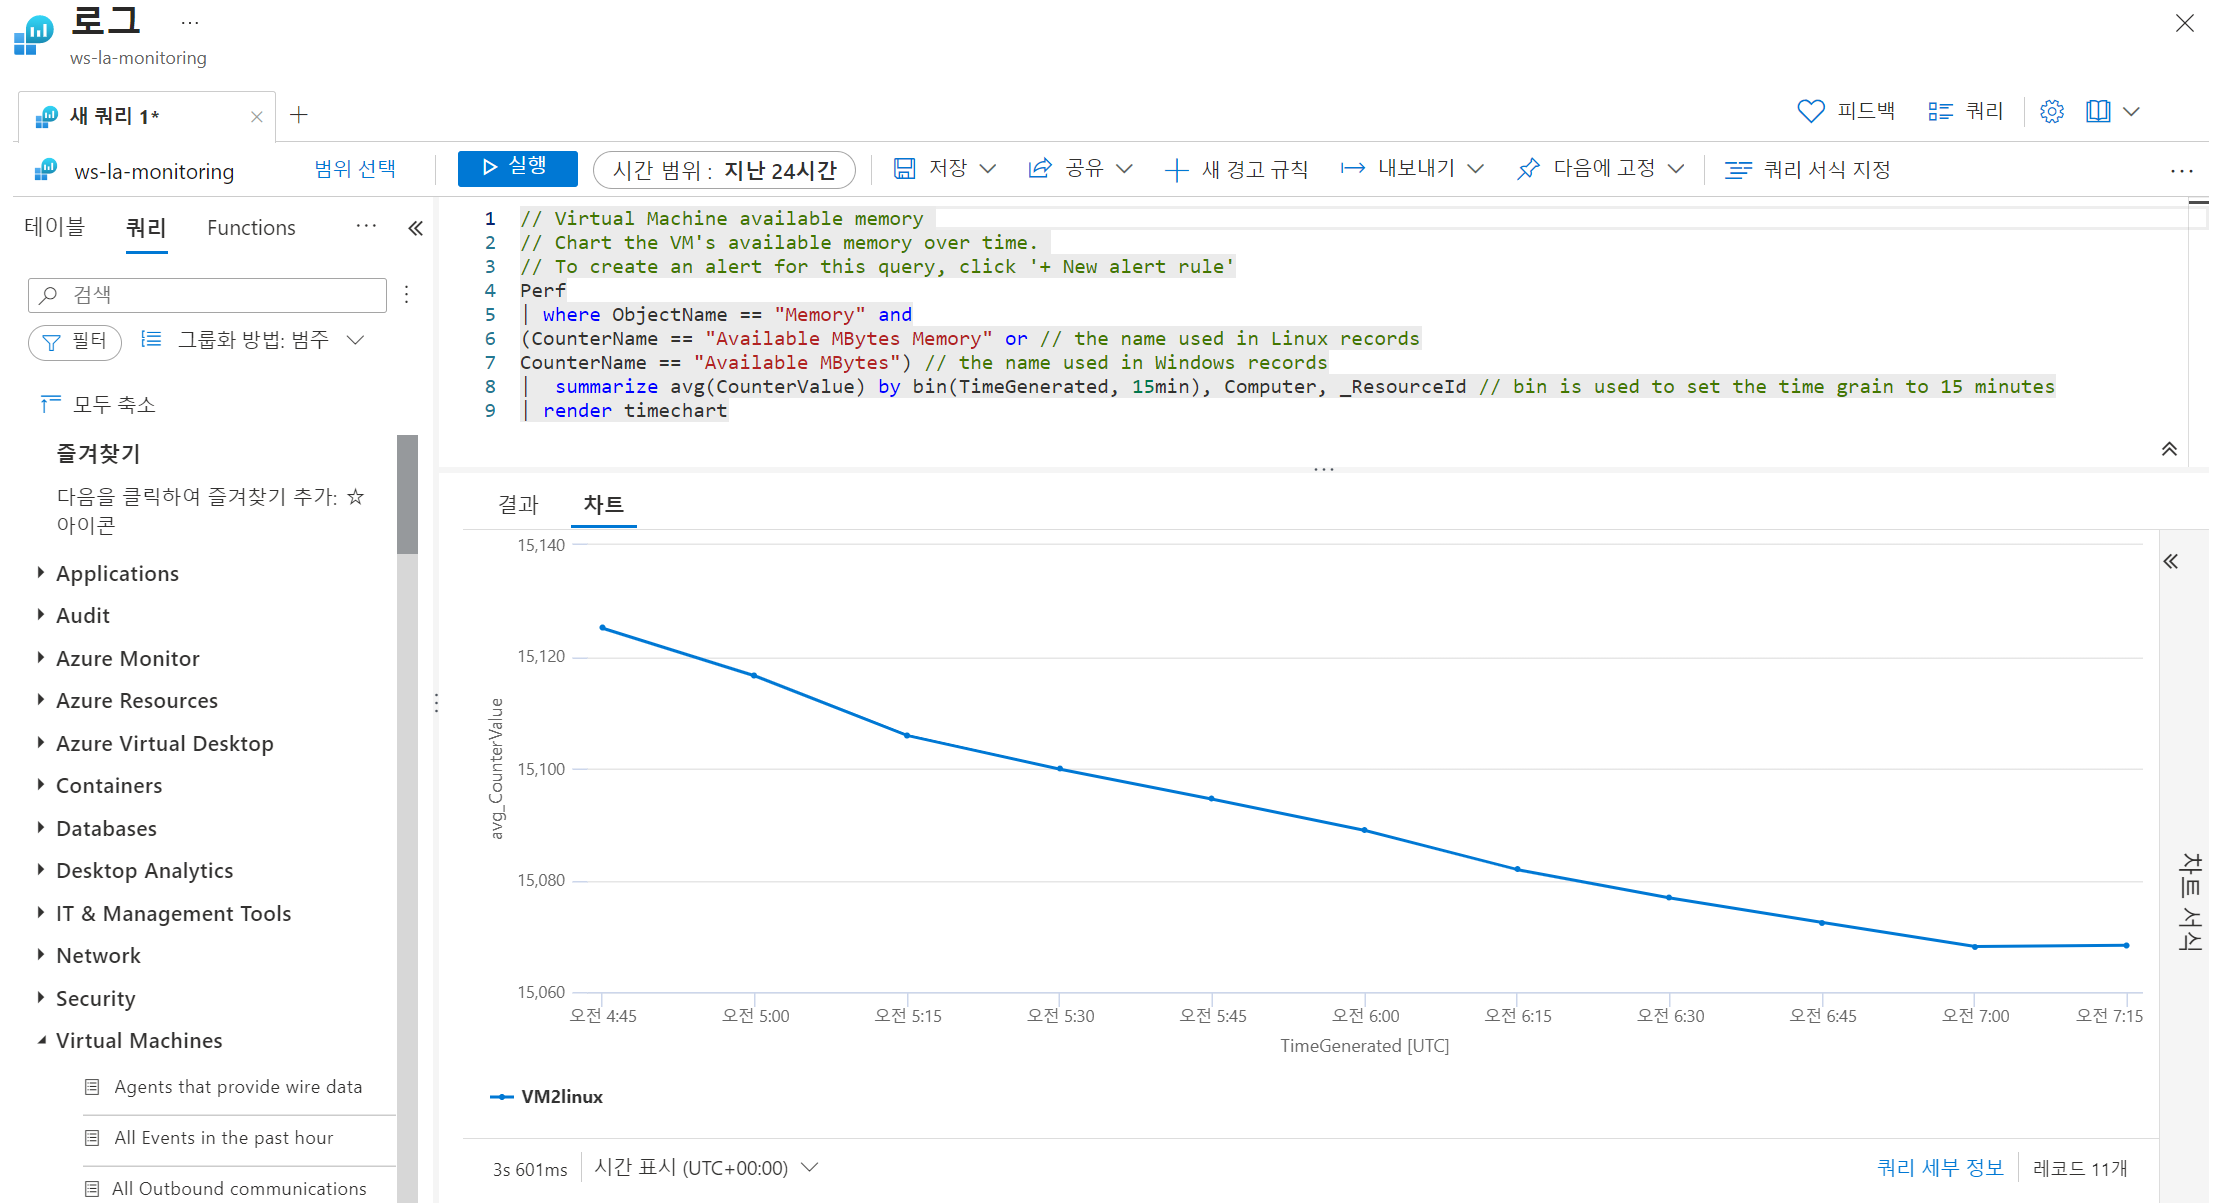 로그 ...
ws-la-monitoring
새 쿼리 1*
피드백
쿼리
ws-la-monitoring
범위 선택
실행
시간 범위 : 지난 24시간
저장
공유
새 경고 규칙
내보내기
다음에 고정
쿼리 서식 지정
...
테이블
쿼리
Functions
...
검색
필터
그룹화 방법: 범주
모두 축소
즐겨찾기
다음을 클릭하여 즐겨찾기 추가: ☆
아이콘
Applications
Audit
Azure Monitor
Azure Resources
Azure Virtual Desktop
Containers
Databases
Desktop Analytics
IT & Management Tools
Network
Security
Virtual Machines
Agents that provide wire data
All Events in the past hour
All Outbound communications
1 // Virtual Machine available memory
2 // Chart the VM's available memory over time.
3 // To create an alert for this query, click '+ New alert rule'
4 Perf
5 | where ObjectName == "Memory" and
6 (CounterName == "Available MBytes Memory" or // the name used in Linux records
7 CounterName == "Available MBytes") // the name used in Windows records
8 |  summarize avg(CounterValue) by bin(TimeGenerated, 15min), Computer, _ResourceId // bin is used to set the time grain to 15 minutes
9 | render timechart
결과
차트
15,140
15,120
15,100
15,080
15,060
avg_CounterValue
오전 4:45
오전 5:00
오전 5:15
오전 5:30
오전 5:45
오전 6:00
오전 6:15
오전 6:30
오전 6:45
오전 7:00
오전 7:15
TimeGenerated [UTC]
VM2linux
차트 서식
3s 601ms
시간 표시 (UTC+00:00)
쿼리 세부 정보
레코드 11개